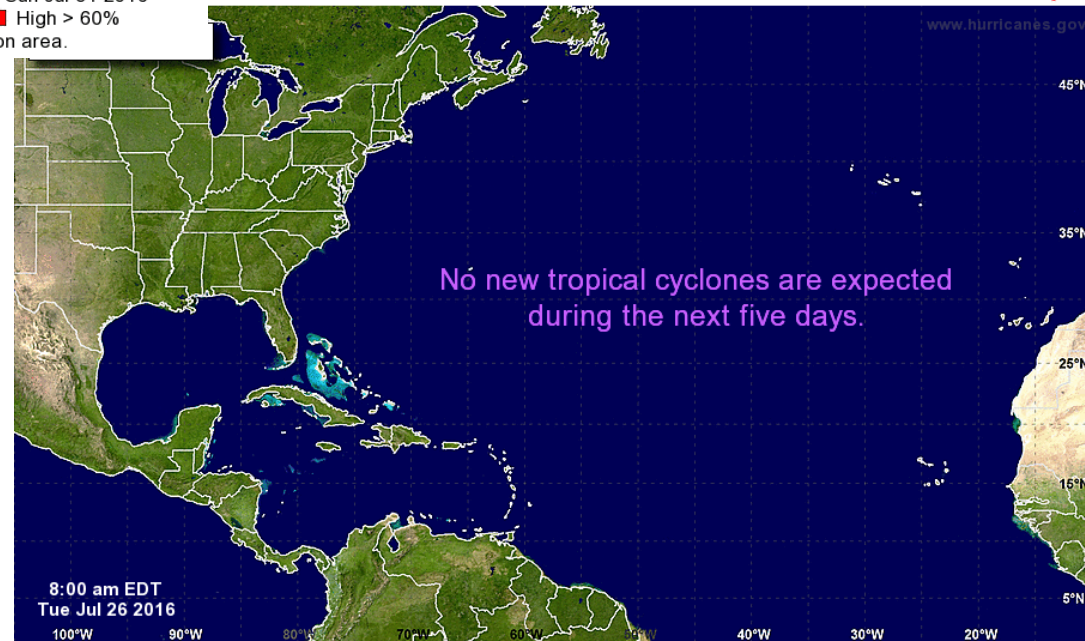 High > 60%
on area.
www.hurricanes.gov
45°N
35°N
No new tropical cyclones are expected
during the next five days.
25°N
15°N
8:00 am EDT
Tue Jul 26 2016
5°N
100°W 90°W 80°W 70°W 60°W 50°W 40°W 30°W 20°W